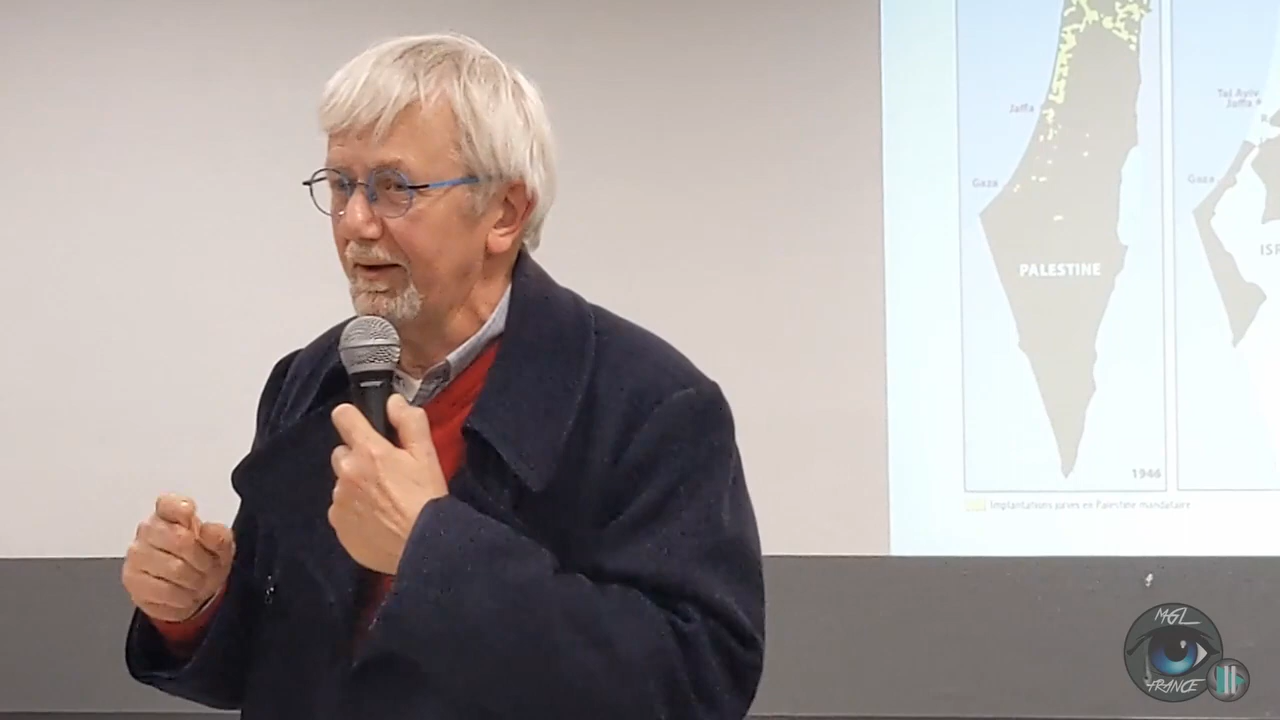 Jaffa
Gaza
PALESTINE
1946
Implantations juives en Palestine mandataire
Tel Aviv
Jaffa
Gaza
ISR
MGL
FRANCE